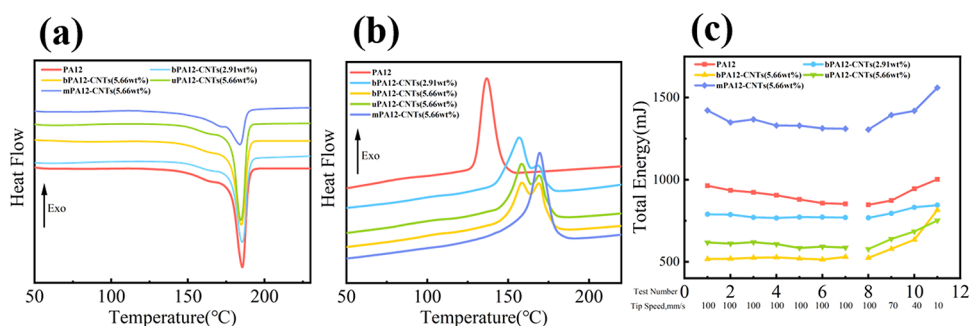 (a)
PA12
bPA12-CNTs(2.91wt%)
bPA12-CNTs(5.66wt%)
uPA12-CNTs(5.66wt%)
mPA12-CNTs(5.66wt%)
Heat Flow
Exo
50 100 150 200
Temperature(℃)
(b)
PA12
bPA12-CNTs(2.91wt%)
bPA12-CNTs(5.66wt%)
uPA12-CNTs(5.66wt%)
mPA12-CNTs(5.66wt%)
Heat Flow
Exo
50 100 150 200
Temperature(℃)
(c)
PA12
bPA12-CNTs(2.91wt%)
bPA12-CNTs(5.66wt%)
uPA12-CNTs(5.66wt%)
mPA12-CNTs(5.66wt%)
Total Energy(mJ)
1500
1000
500
Test Number 0 2 4 6 8 10 12
Tip Speed,mm/s 100 100 100 100 100 100 100 100 70 40 10